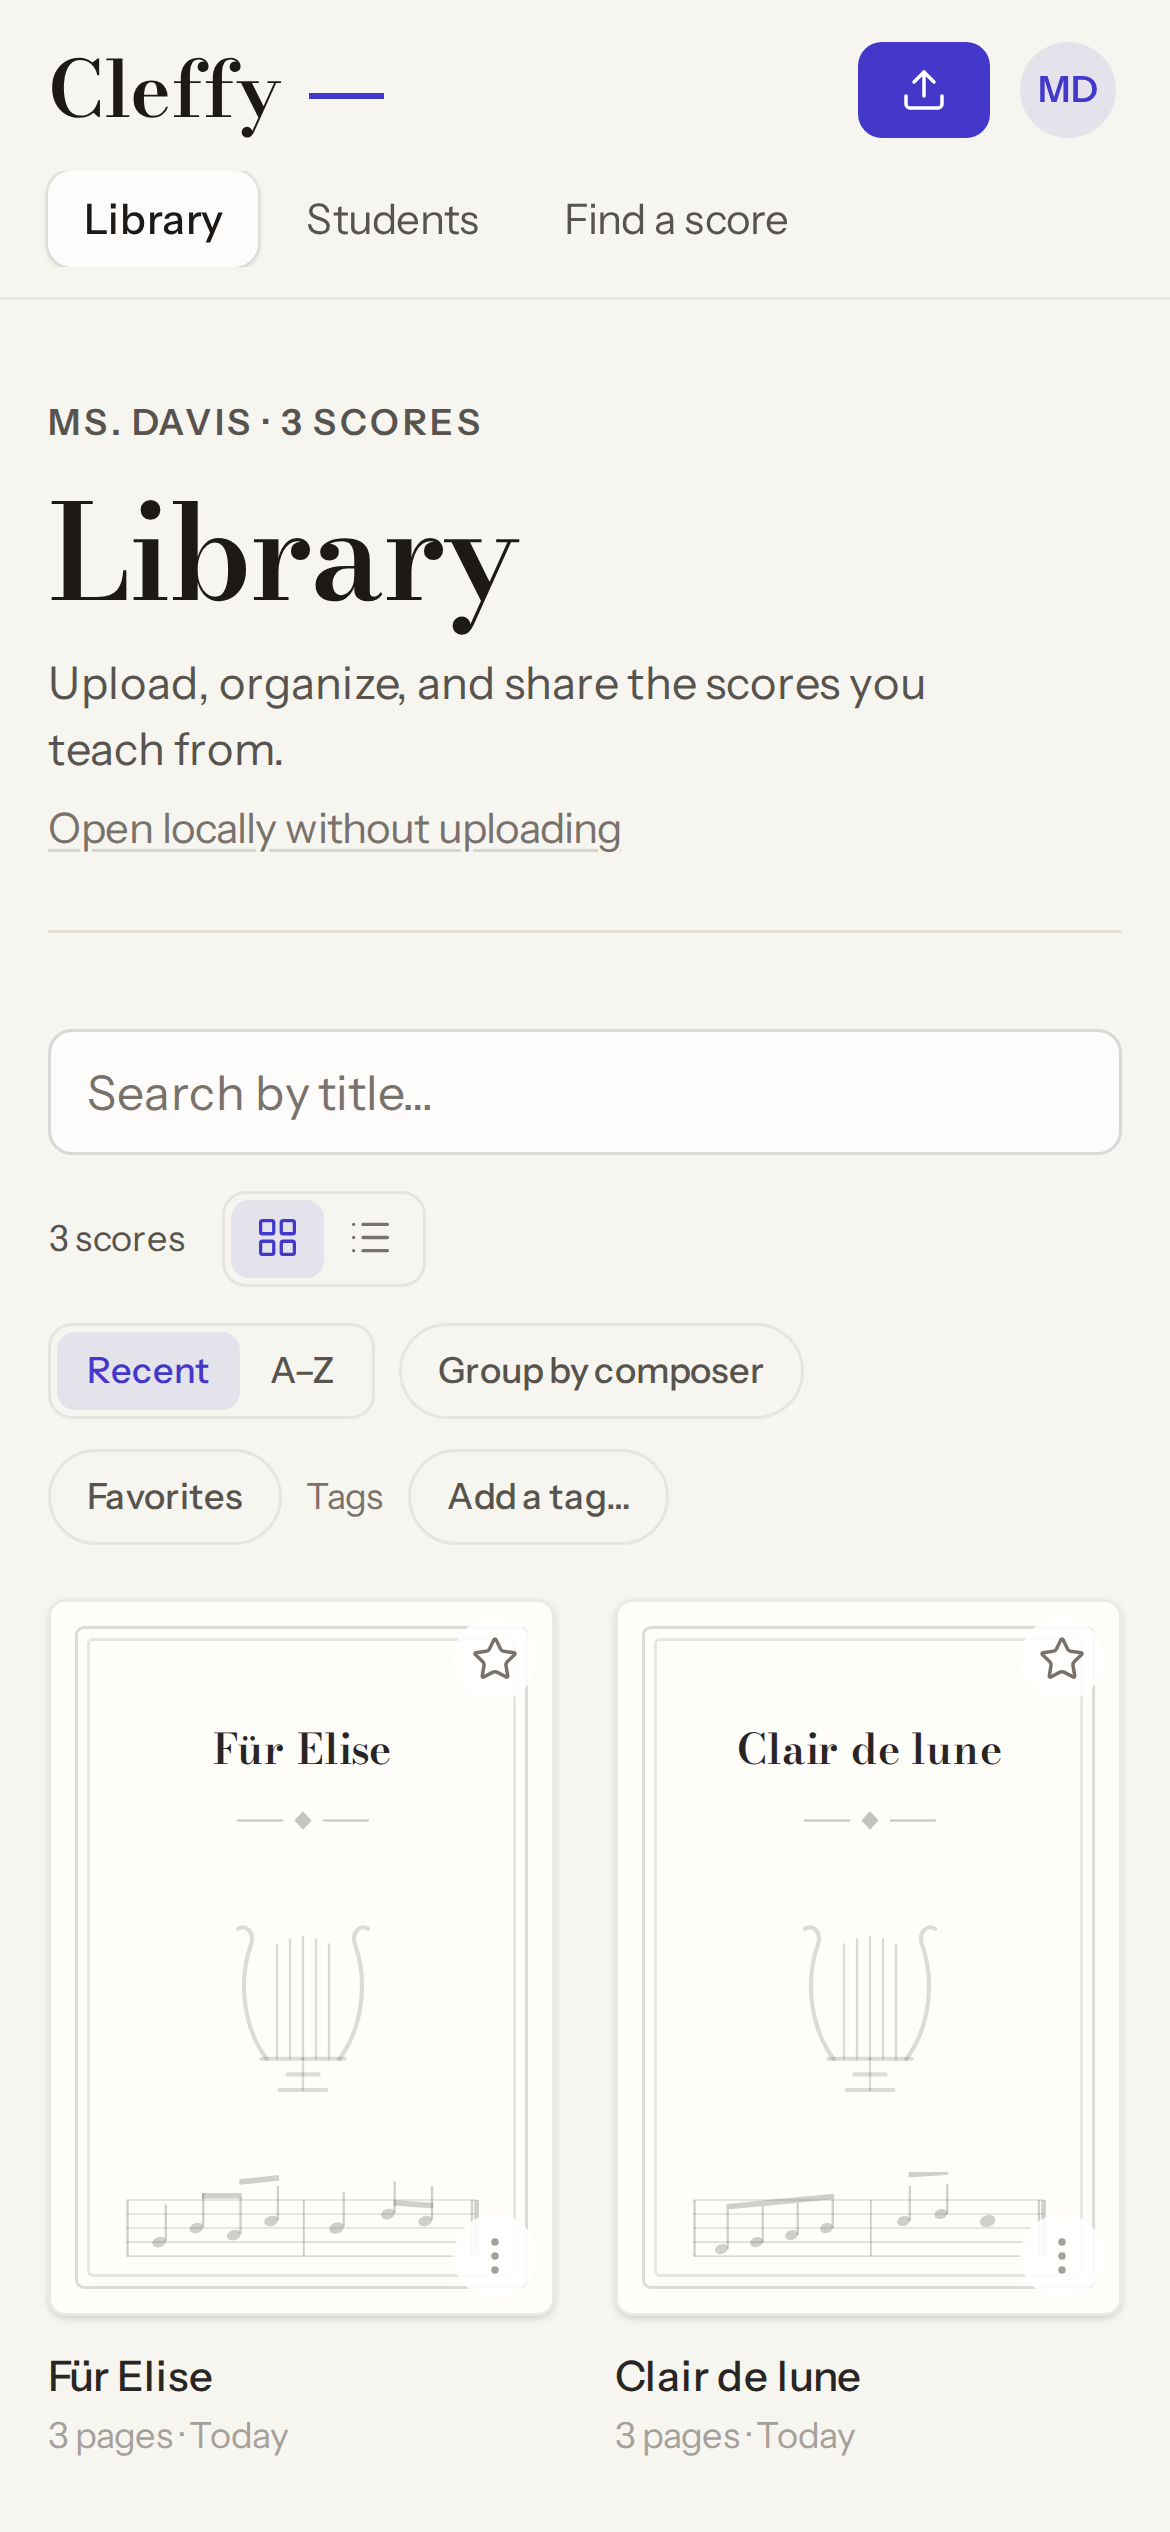 Cleffy
MD
Library Students Find a score
MS. DAVIS · 3 SCORES
Library
Upload, organize, and share the scores you
teach from.
Open locally without uploading
Search by title...
3 scores
Recent A–Z Group by composer
Favorites Tags Add a tag...
Für Elise
Clair de lune
Für Elise
3 pages · Today
Clair de lune
3 pages · Today